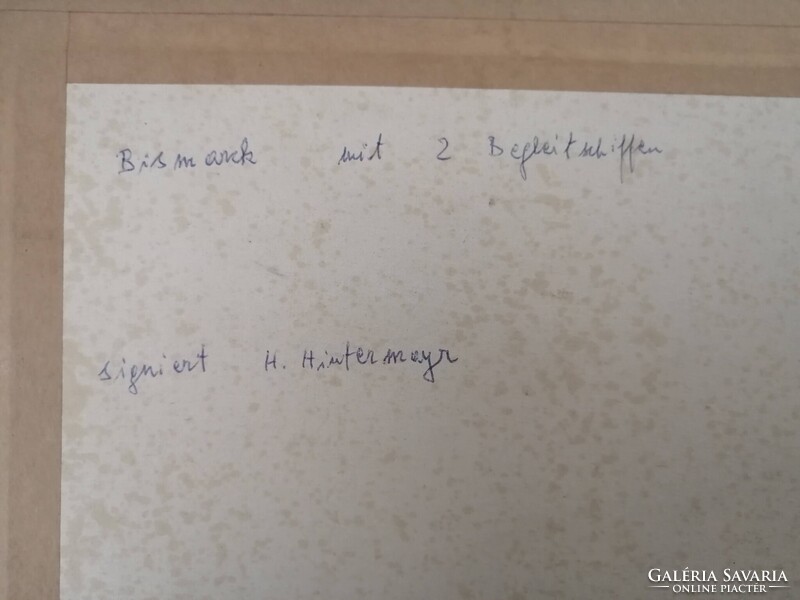 Bismarck mit 2 Begleitschiffen
signiert H. Hintermayr
GALÉRIA SAVARIA
ONLINE PIACTÉR